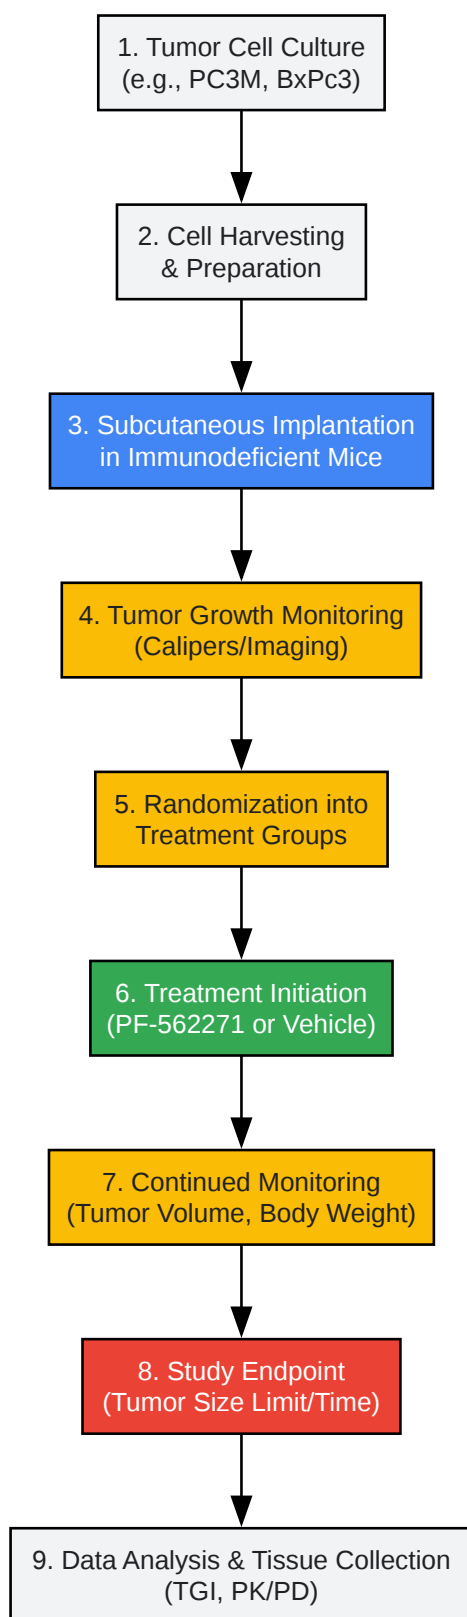 1. Tumor Cell Culture
(e.g., PC3M, BxPc3)
2. Cell Harvesting
& Preparation
3. Subcutaneous Implantation
in Immunodeficient Mice
4. Tumor Growth Monitoring
(Calipers/Imaging)
5. Randomization into
Treatment Groups
6. Treatment Initiation
(PF-562271 or Vehicle)
7. Continued Monitoring
(Tumor Volume, Body Weight)
8. Study Endpoint
(Tumor Size Limit/Time)
9. Data Analysis & Tissue Collection
(TGI, PK/PD)